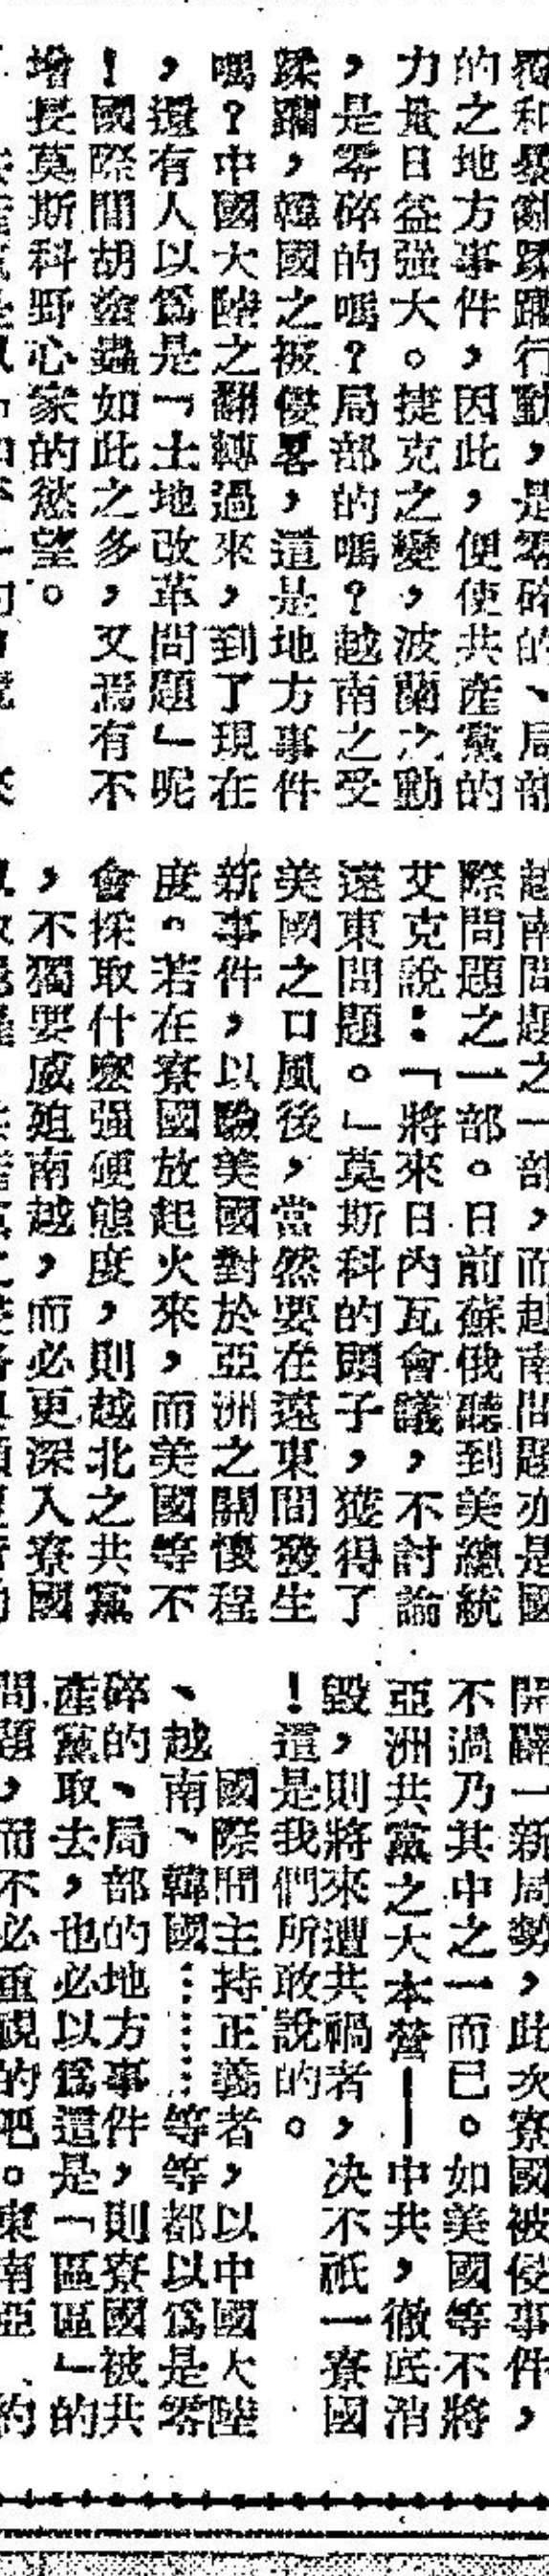 和暴亂蹂躪行動，是零碎的、局部
的之地方事件，因此，便使共產黨的
力量日益强大。捷克之變，波蘭之動
，是零碎的嗎？局部的嗎？越南之受
蹂躪，韓國之被侵畧，這是地方事件
嗎？中國大陸之翻轉過來，到了現在
，還有人以爲是「土地改革問題」呢
！國際間胡塗蟲如此之多，又焉有不
增長莫斯科野心家的慾望。
越南問題之一部，而越南問題亦是國
際問題之一部。日前蘇俄聽到美總統
艾克說：「將來日內瓦會議，不討論
遠東問題。」莫斯科的頭子，獲得了
美國之口風後，當然要在遠東間發生
新事件，以驗美國對於亞洲之關懷程
度。若在寮國放起火來，而美國等不
會採取什麽强硬態度，則越北之共黨
，不獨要威廹南越，而必更深入寮國
開闢一新局勢，此次寮國被侵事件，
不過乃其中之一而已。如美國等不將
亞洲共黨之大本營—中共，徹底消
毀，則將來遭共禍者，决不祇一寮國
！這是我們所敢說的。
國際間主持正義者，以中國大陸
、越南、韓國……等等都以爲是零
碎的、局部的地方事件，則寮國被共
產黨取去，也必以爲這是「區區」的
問題，而不必重視的吧。東南亞 約